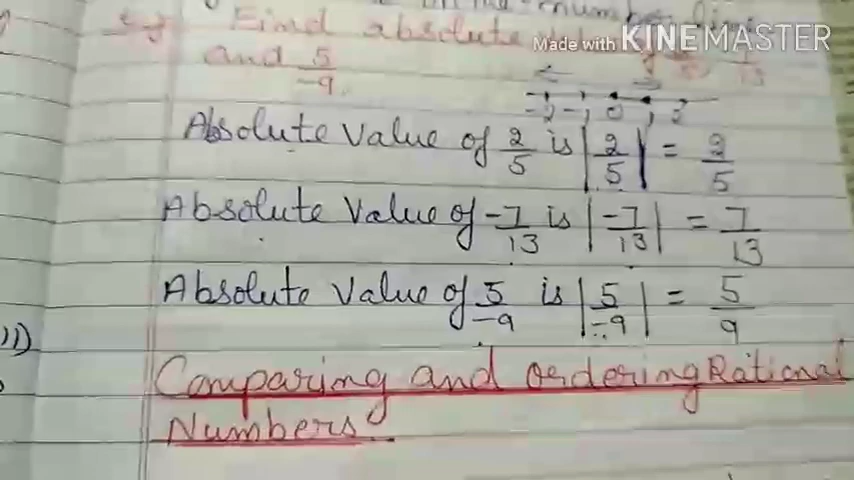 Find absolute
Made with KINEMASTER
and 5/-9
-2 -1 0 1 2
Absolute Value of 2/5 is |2/5| = 2/5
Absolute Value of -7/13 is |-7/13| = 7/13
Absolute Value of 5/-9 is |5/-9| = 5/9
Comparing and ordering Rational
Numbers.